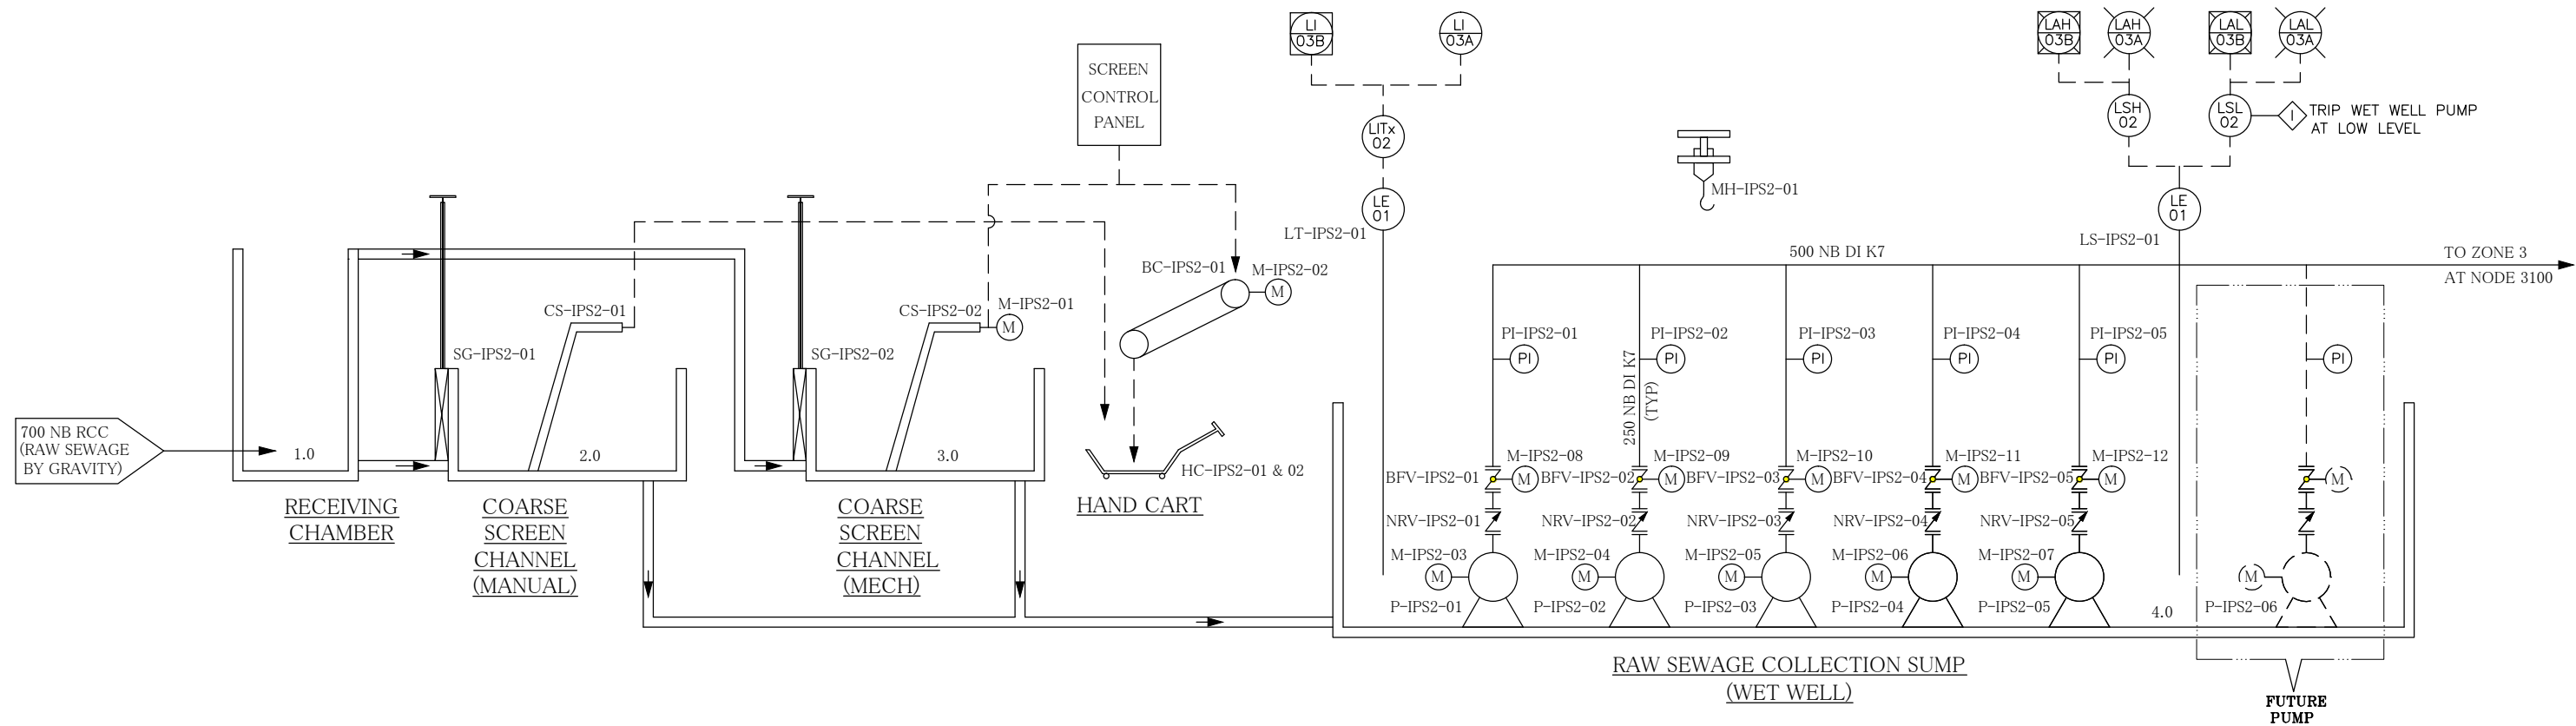 LI
03B
LI
03A
LAH
03B
LAH
03A
LAL
03B
LAL
03A
SCREEN
CONTROL
PANEL
LITx
02
LSH
02
LSL
02
I
TRIP WET WELL PUMP
AT LOW LEVEL
MH-IPS2-01
LE
01
LT-IPS2-01
LE
01
LS-IPS2-01
500 NB DI K7
TO ZONE 3
AT NODE 3100
BC-IPS2-01
M-IPS2-02
M
CS-IPS2-01
CS-IPS2-02
M-IPS2-01
M
SG-IPS2-01
SG-IPS2-02
PI-IPS2-01
PI
PI-IPS2-02
PI
PI-IPS2-03
PI
PI-IPS2-04
PI
PI-IPS2-05
PI
PI
250 NB DI K7
(TYP)
700 NB RCC
(RAW SEWAGE
BY GRAVITY)
1.0
2.0
3.0
HC-IPS2-01 & 02
HAND CART
RECEIVING
CHAMBER
COARSE
SCREEN
CHANNEL
(MANUAL)
COARSE
SCREEN
CHANNEL
(MECH)
M-IPS2-08
BFV-IPS2-01
M
M-IPS2-09
BFV-IPS2-02
M
M-IPS2-10
BFV-IPS2-03
M
M-IPS2-11
BFV-IPS2-04
M
M-IPS2-12
BFV-IPS2-05
M
M
NRV-IPS2-01
NRV-IPS2-02
NRV-IPS2-03
NRV-IPS2-04
NRV-IPS2-05
M-IPS2-03
M
M-IPS2-04
M
M-IPS2-05
M
M-IPS2-06
M
M-IPS2-07
M
M
P-IPS2-01
P-IPS2-02
P-IPS2-03
P-IPS2-04
P-IPS2-05
4.0
P-IPS2-06
RAW SEWAGE COLLECTION SUMP
(WET WELL)
FUTURE
PUMP